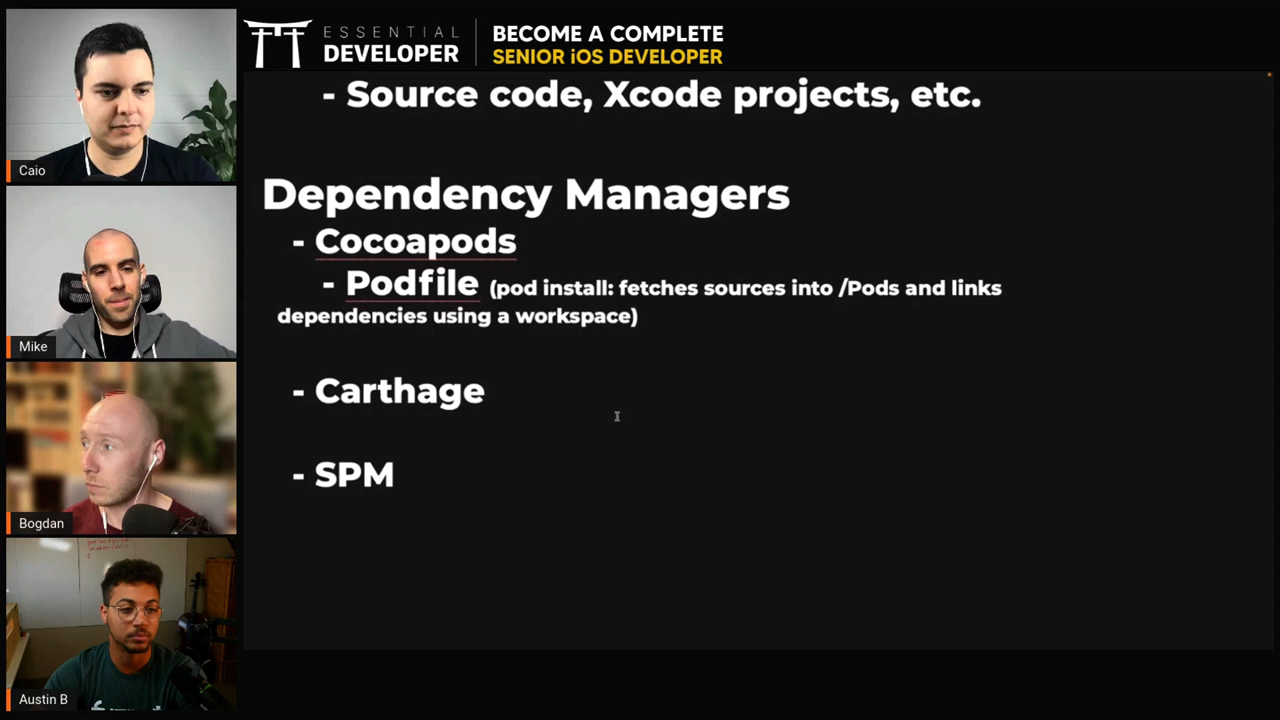 ESSENTIAL
DEVELOPER
BECOME A COMPLETE
SENIOR iOS DEVELOPER
- Source code, Xcode projects, etc.
Dependency Managers
- Cocoapods
- Podfile (pod install: fetches sources into /Pods and links
dependencies using a workspace)
- Carthage
- SPM
Caio
Mike
Bogdan
Austin B